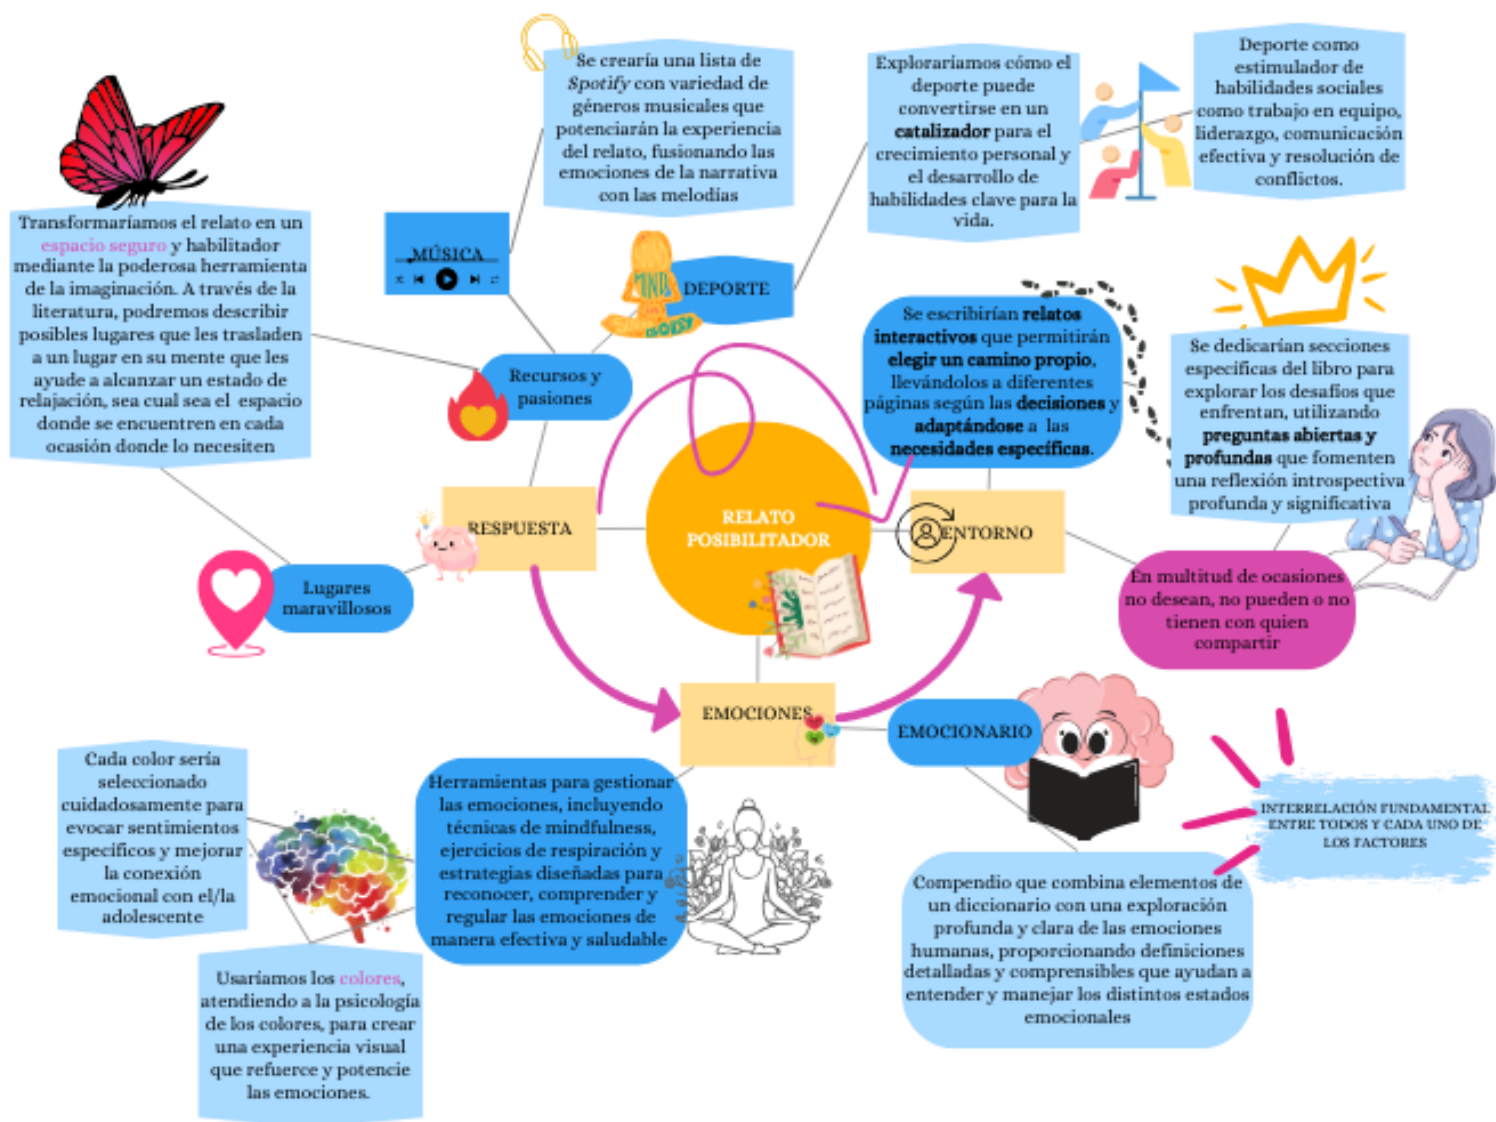 Se crearía una lista de
Spotify con variedad de
géneros musicales que
potenciarán la experiencia
del relato, fusionando las
emociones de la narrativa
con las melodías
Exploraríamos cómo el
deporte puede
convertirse en un
catalizador para el
crecimiento personal y
el desarrollo de
habilidades clave para la
vida.
Deporte como
estimulador de
habilidades sociales
como trabajo en equipo,
liderazgo, comunicación
efectiva y resolución de
conflictos.
Transformaríamos el relato en un
espacio seguro y habilitador
mediante la poderosa herramienta
de la imaginación. A través de la
literatura, podremos describir
posibles lugares que les trasladen
a un lugar en su mente que les
ayude a alcanzar un estado de
relajación, sea cual sea el espacio
donde se encuentren en cada
ocasión donde lo necesiten
MÚSICA
MIND
DEPORTE
Recursos y
pasiones
Se escribirían relatos
interactivos que permitirán
elegir un camino propio,
llevándolos a diferentes
páginas según las decisiones y
adaptándose a las
necesidades específicas.
Se dedicarían secciones
específicas del libro para
explorar los desafíos que
enfrentan, utilizando
preguntas abiertas y
profundas que fomenten
una reflexión introspectiva
profunda y significativa
RESPUESTA
RELATO
POSIBILITADOR
ENTORNO
Lugares
maravillosos
En multitud de ocasiones
no desean, no pueden o no
tienen con quien
compartir
EMOCIONES
EMOCIONARIO
Cada color sería
seleccionado
cuidadosamente para
evocar sentimientos
específicos y mejorar
la conexión
emocional con el/la
adolescente
Herramientas para gestionar
las emociones, incluyendo
técnicas de mindfulness,
ejercicios de respiración y
estrategias diseñadas para
reconocer, comprender y
regular las emociones de
manera efectiva y saludable
INTERRELACIÓN FUNDAMENTAL
ENTRE TODOS Y CADA UNO DE
LOS FACTORES
Compendio que combina elementos de
un diccionario con una exploración
profunda y clara de las emociones
humanas, proporcionando definiciones
detalladas y comprensibles que ayudan a
entender y manejar los distintos estados
emocionales
Usaríamos los colores,
atendiendo a la psicología
de los colores, para crear
una experiencia visual
que refuerce y potencie
las emociones.